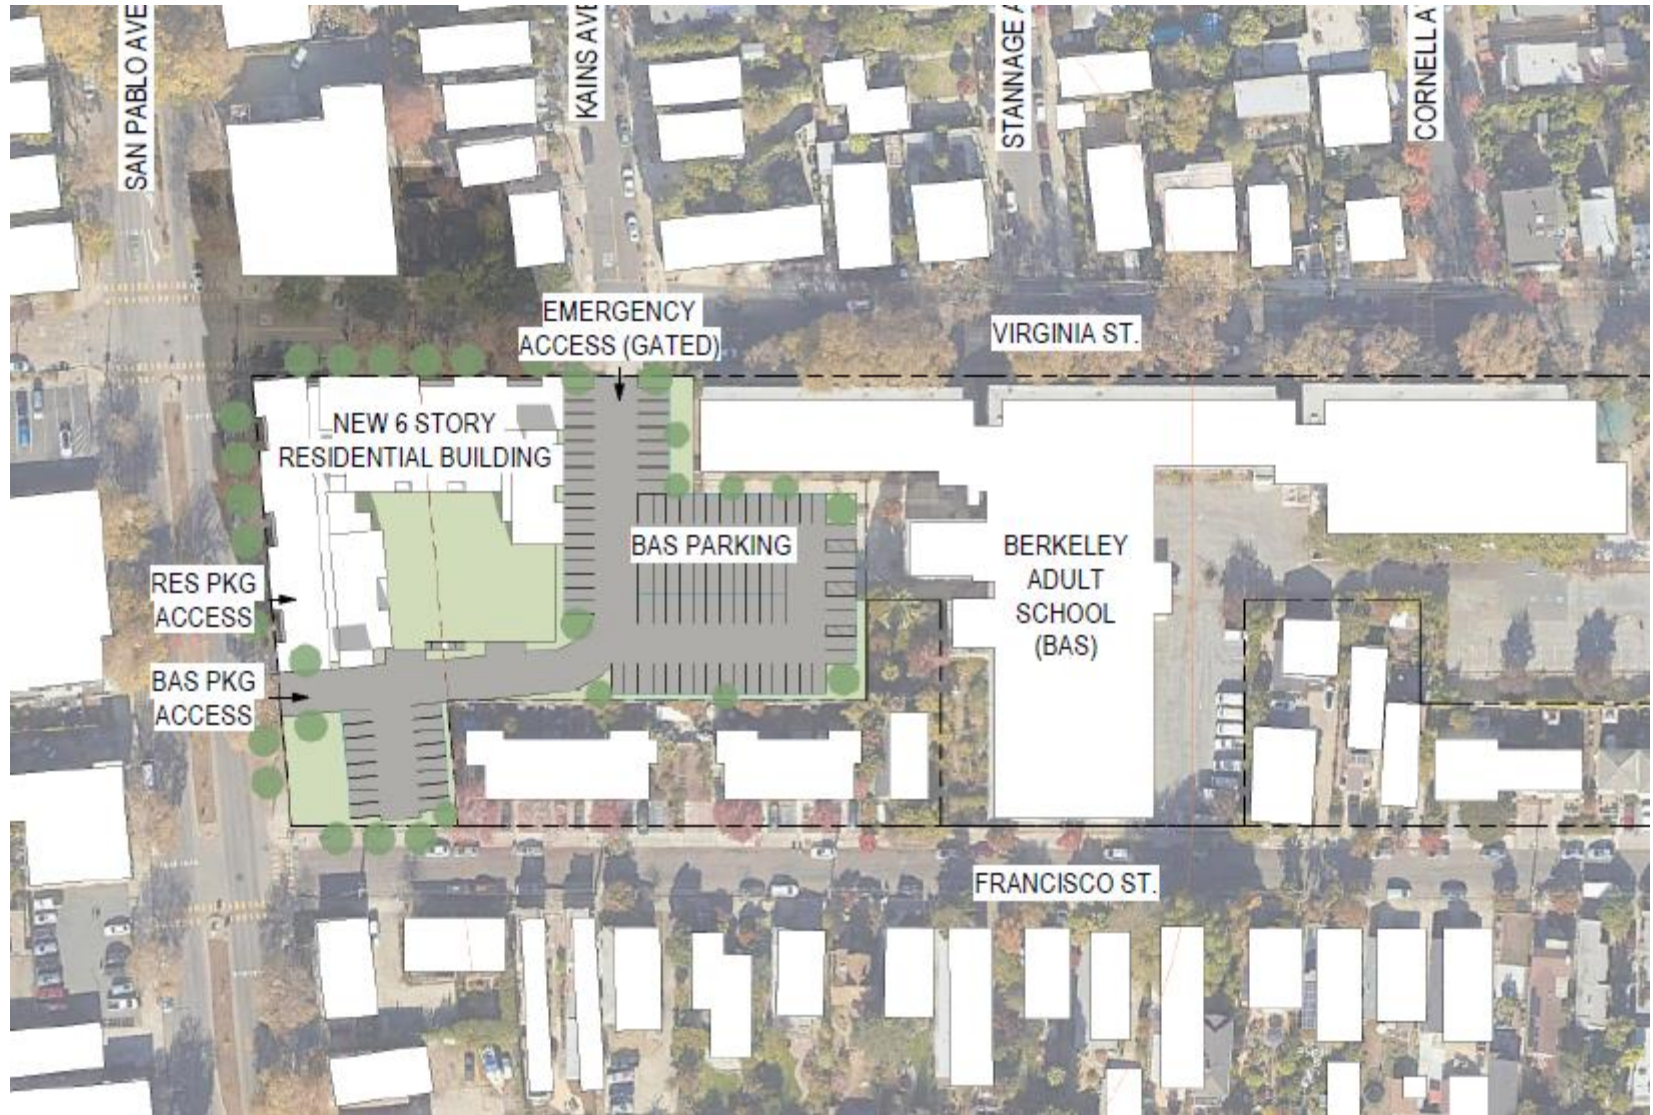 SAN PABLO AVE
KAINS AVE
STANNAGE A
CORNELL A
EMERGENCY
ACCESS (GATED)
VIRGINIA ST.
NEW 6 STORY
RESIDENTIAL BUILDING
BAS PARKING
BERKELEY
ADULT
SCHOOL
(BAS)
RES PKG
ACCESS
BAS PKG
ACCESS
FRANCISCO ST.